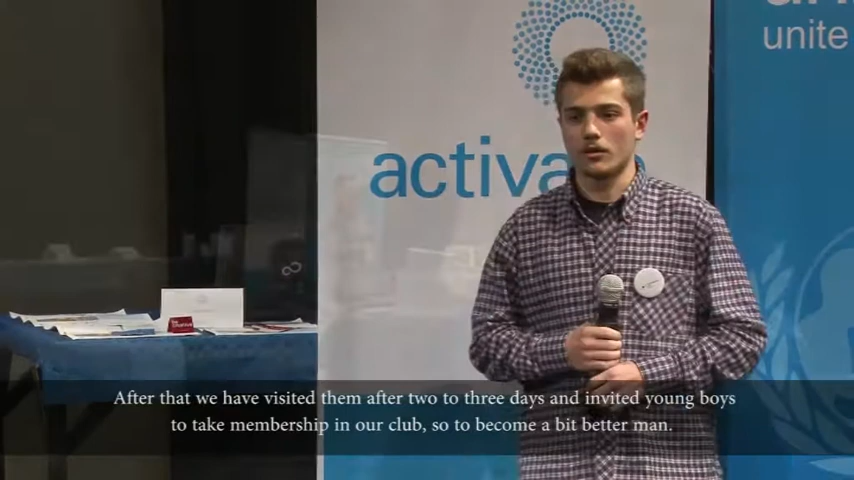 unite
activa
After that we have visited them after two to three days and invited young boys
to take membership in our club, so to become a bit better man.